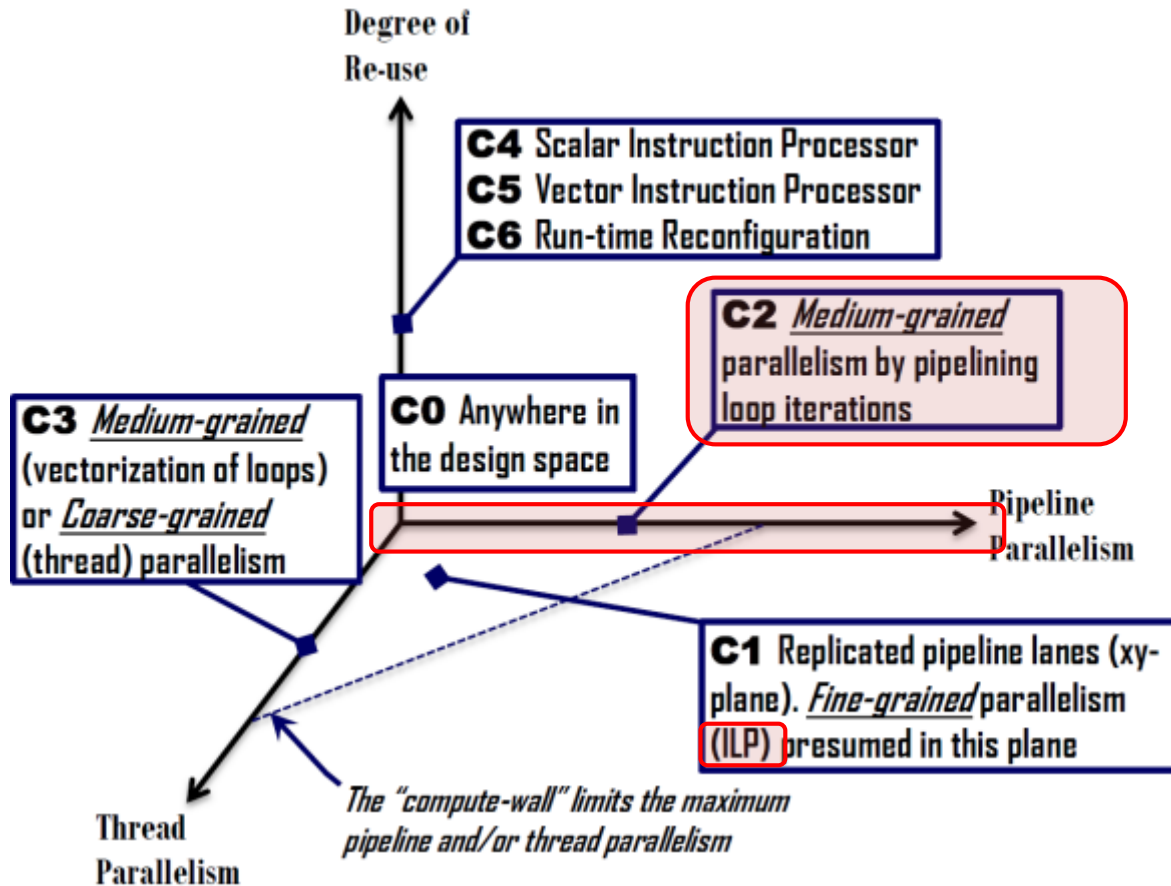 Degree of
Re-use
C4 Scalar Instruction Processor
C5 Vector Instruction Processor
C6 Run-time Reconfiguration
C2 Medium-grained
parallelism by pipelining
loop iterations
C0 Anywhere in
the design space
C3 Medium-grained
(vectorization of loops)
or Coarse-grained
(thread) parallelism
Pipeline
Parallelism
C1 Replicated pipeline lanes (xy-
plane). Fine-grained parallelism
(ILP) presumed in this plane
The “compute-wall” limits the maximum
pipeline and/or thread parallelism
Thread
Parallelism